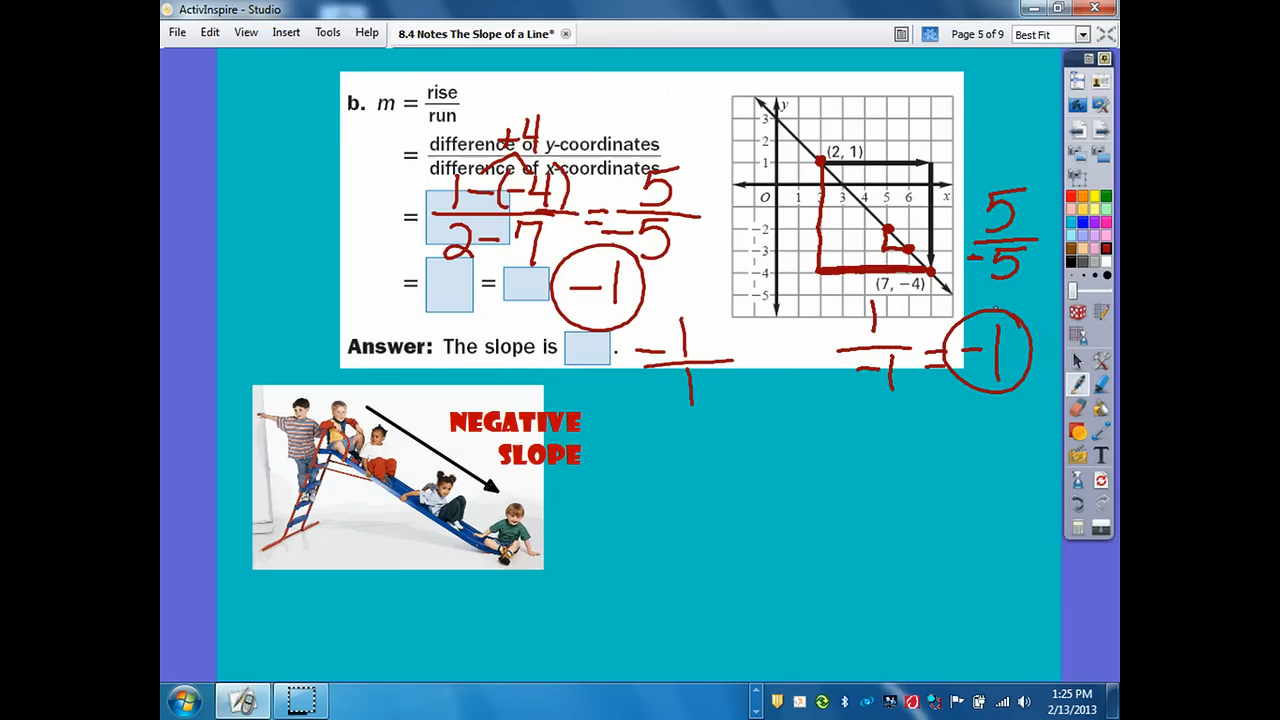 ActivInspire - Studio
File Edit View Insert Tools Help 8.4 Notes The Slope of a Line* Page 5 of 9 Best Fit
b. m = rise
run
= difference of y-coordinates
difference of x-coordinates
+4
= 1-(-4) = 5
2-7 -5
= = -1
Answer: The slope is .
-1
1
y
3
1
O 1 2 3 4 5 6 x
-2
-3
-4
-5
(2, 1)
(7, -4)
5
-5
1 = -1
-1
NEGATIVE
SLOPE
1:25 PM
2/13/2013